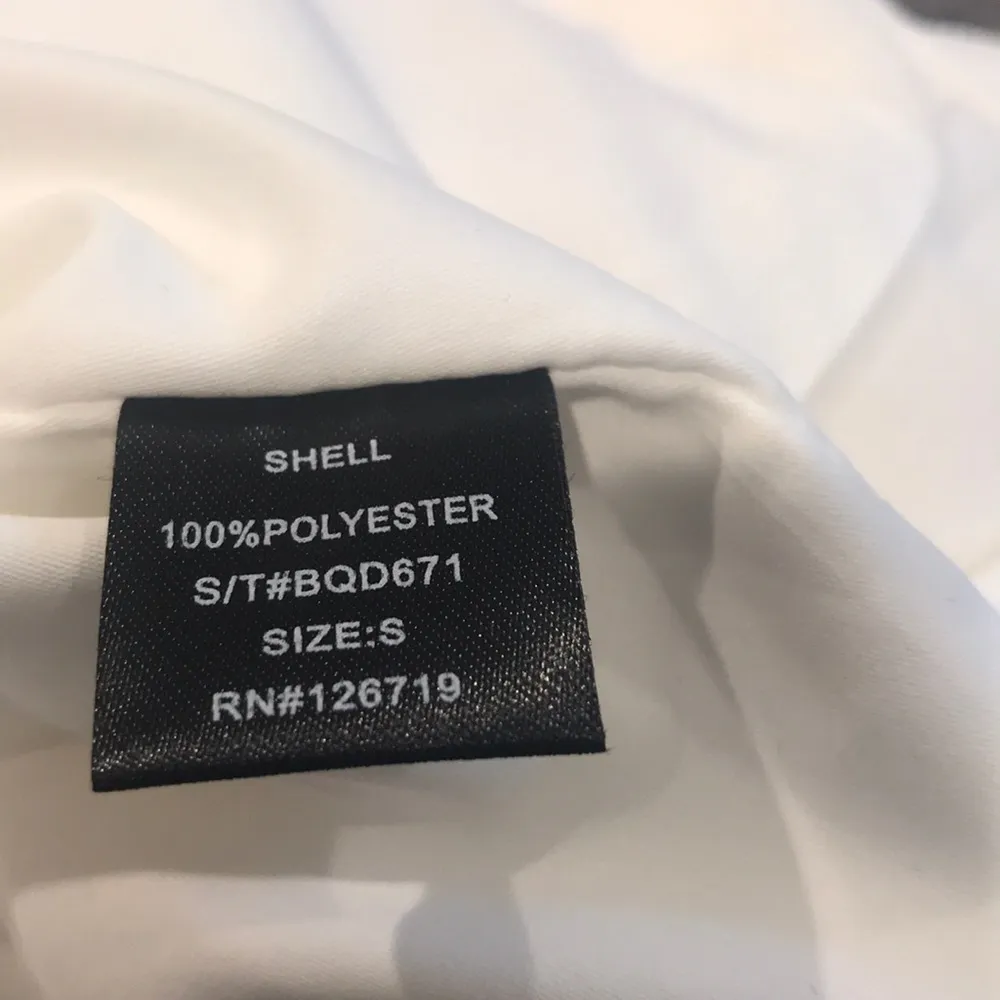 SHELL
100%POLYESTER
S/T#BQD671
SIZE:S
RN#126719